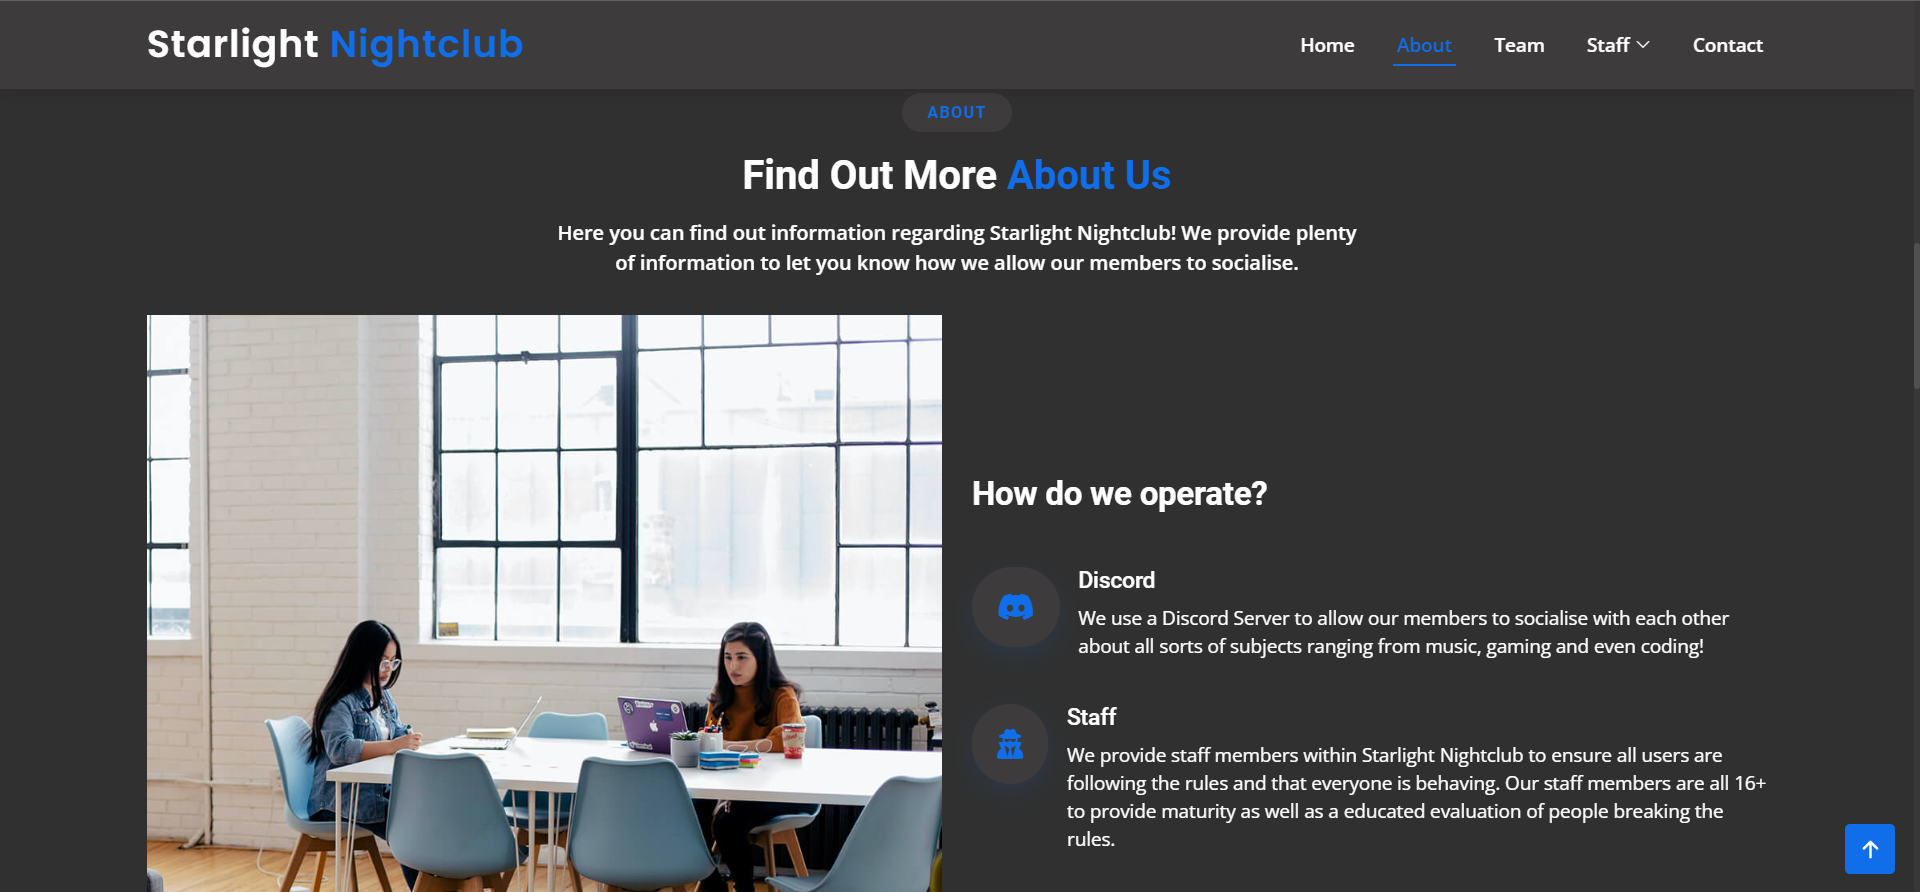 Starlight Nightclub
Home About Team Staff Contact
ABOUT
Find Out More About Us
Here you can find out information regarding Starlight Nightclub! We provide plenty
of information to let you know how we allow our members to socialise.
How do we operate?
Discord
We use a Discord Server to allow our members to socialise with each other
about all sorts of subjects ranging from music, gaming and even coding!
Staff
We provide staff members within Starlight Nightclub to ensure all users are
following the rules and that everyone is behaving. Our staff members are all 16+
to provide maturity as well as a educated evaluation of people breaking the
rules.